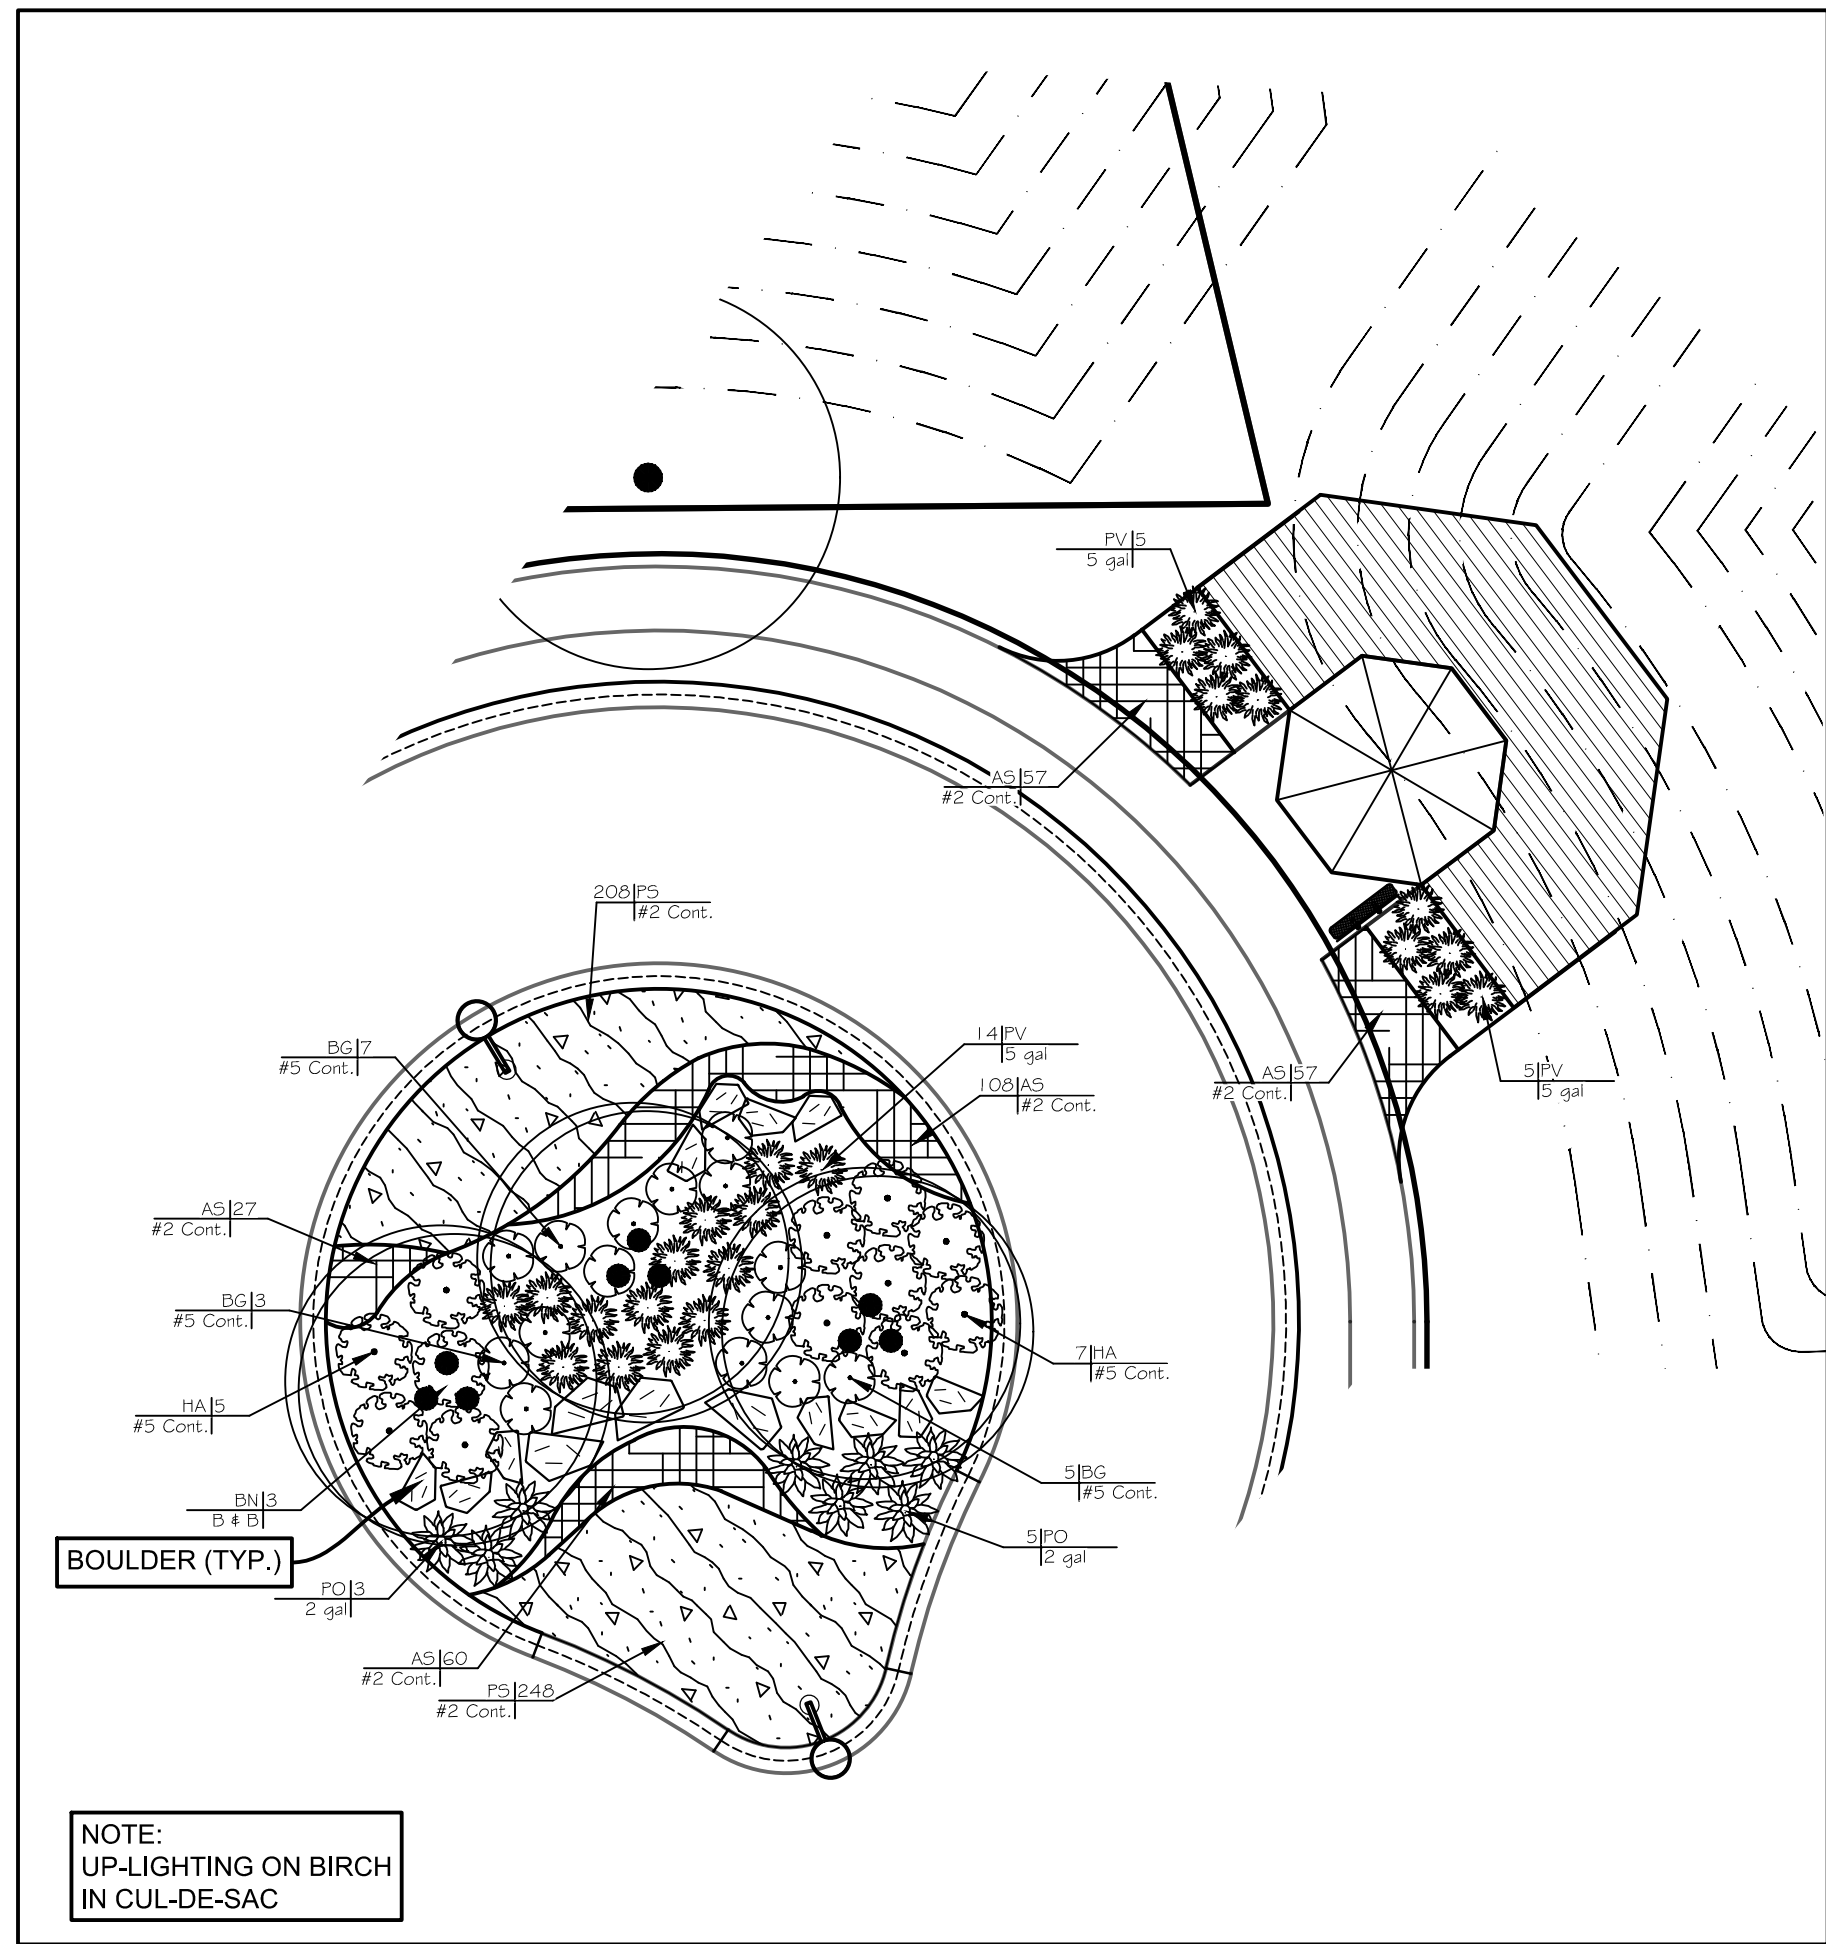 PV|5
5 gal
AS|57
#2 Cont.
208|PS
#2 Cont.
BG|7
#5 Cont.
14|PV
5 gal
108|AS
#2 Cont.
AS|57
#2 Cont.
5|PV
5 gal
AS|27
#2 Cont.
BG|3
#5 Cont.
7|HA
#5 Cont.
HA|5
#5 Cont.
5|BG
#5 Cont.
BN|3
B & B
BOULDER (TYP.)
5|PO
2 gal
PO|3
2 gal
AS|60
#2 Cont.
PS|248
#2 Cont.
NOTE:
UP-LIGHTING ON BIRCH
IN CUL-DE-SAC